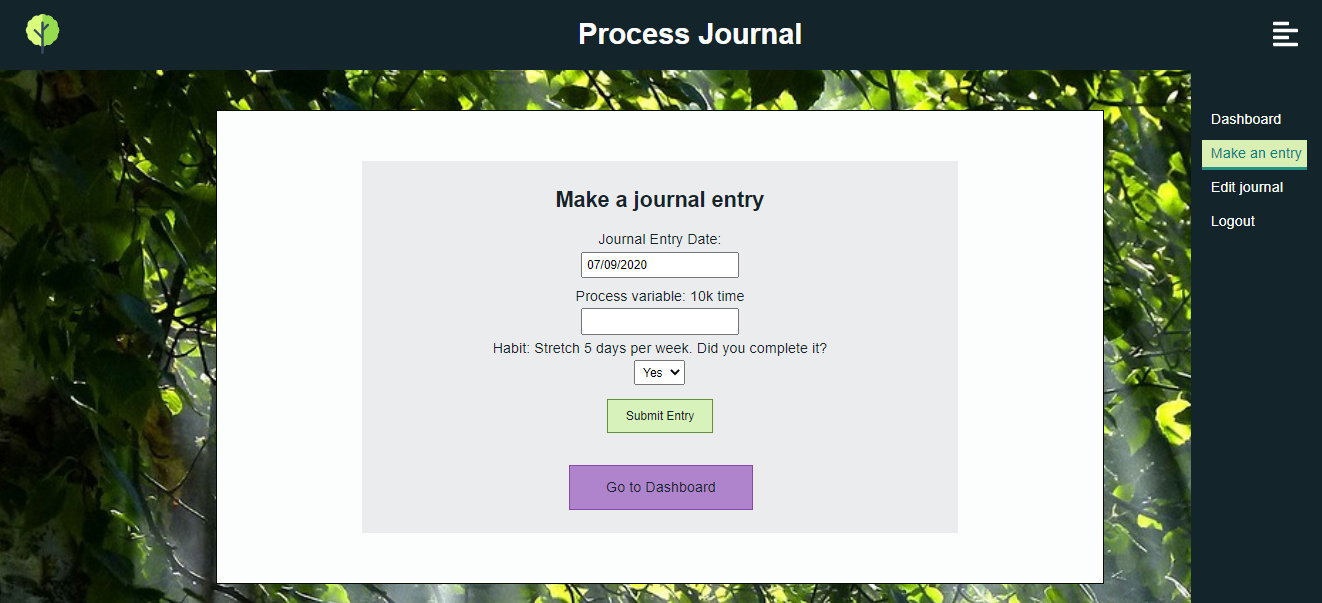 Process Journal
Dashboard
Make an entry
Edit journal
Logout
Make a journal entry
Journal Entry Date:
07/09/2020
Process variable: 10k time
Habit: Stretch 5 days per week. Did you complete it?
Yes
Submit Entry
Go to Dashboard